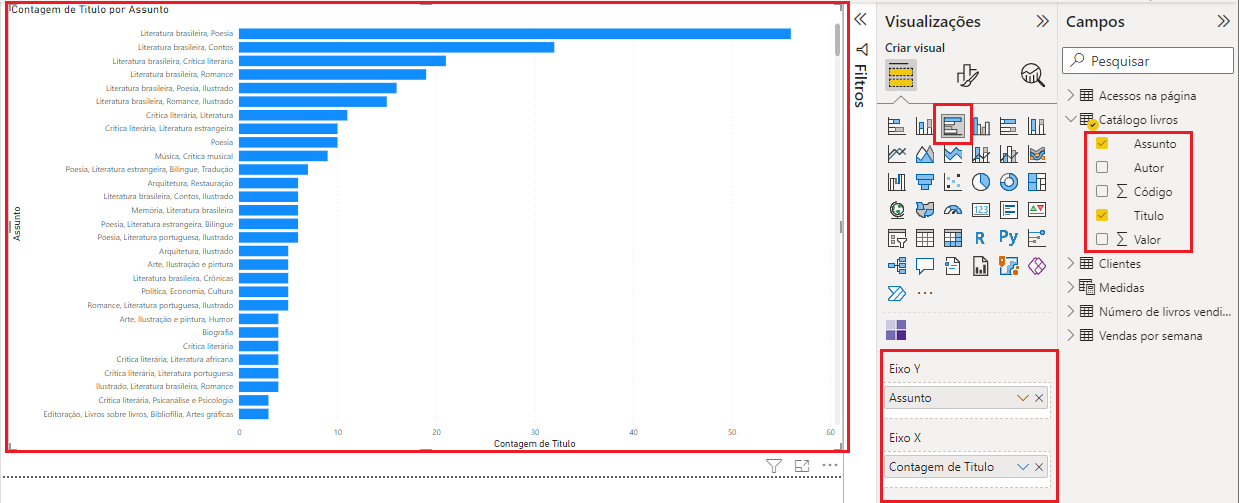 Contagem de Titulo por Assunto
Assunto
Literatura brasileira, Poesia
Literatura brasileira, Contos
Literatura brasileira, Crítica literária
Literatura brasileira, Romance
Literatura brasileira, Poesia, Ilustrado
Literatura brasileira, Romance, Ilustrado
Crítica literária, Literatura
Crítica literária, Literatura estrangeira
Poesia
Música, Crítica musical
Poesia, Literatura estrangeira, Bilíngue, Tradução
Arquitetura, Restauração
Literatura brasileira, Contos, Ilustrado
Memória, Literatura brasileira
Poesia, Literatura estrangeira, Bilíngue
Poesia, Literatura portuguesa, Ilustrado
Arquitetura, Ilustrado
Arte, Ilustração e pintura
Literatura brasileira, Crônicas
Política, Economia, Cultura
Romance, Literatura portuguesa, Ilustrado
Arte, Ilustração e pintura, Humor
Biografia
Crítica literária
Crítica literária, Literatura africana
Crítica literária, Literatura portuguesa
Ilustrado, Literatura brasileira, Romance
Crítica literária, Psicanálise e Psicologia
Editoração, Livros sobre livros, Bibliofilia, Artes gráficas
0 10 20 30 40 50 60
Contagem de Titulo
Filtros
Visualizações
Criar visual
123
R
Py
Eixo Y
Assunto
Eixo X
Contagem de Titulo
Campos
Pesquisar
Acessos na página
Catálogo livros
Assunto
Autor
∑ Código
Titulo
∑ Valor
Clientes
Medidas
Número de livros vendi...
Vendas por semana